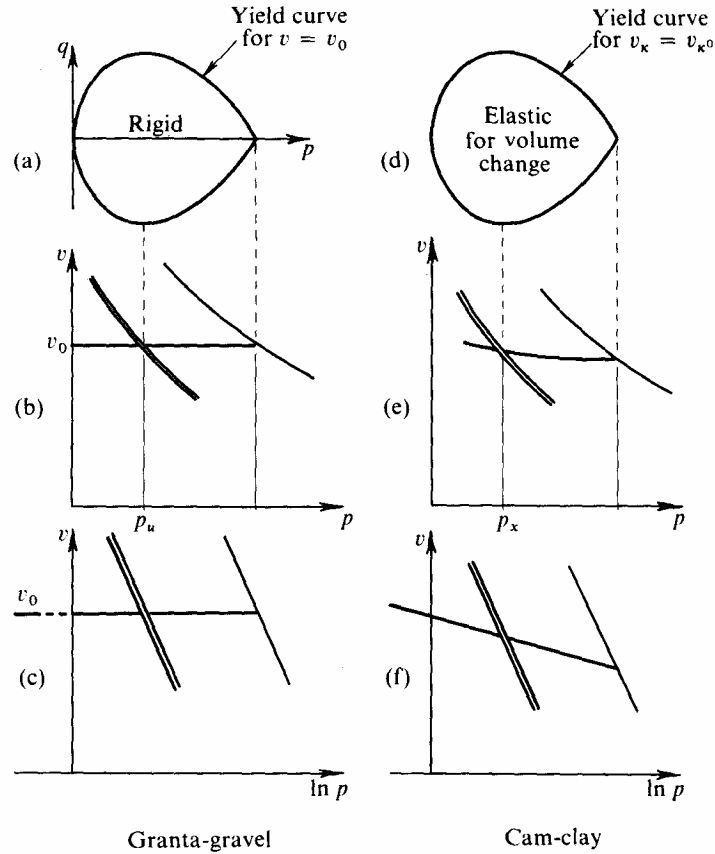 Yield curve
for v = v₀
q
Rigid
p
(a)
Yield curve
for vκ = vκ⁰
Elastic
for volume
change
(d)
v
v₀
(b)
pᵤ
p
v
(e)
pₓ
p
v
v₀
(c)
ln p
v
(f)
ln p
Granta-gravel
Cam-clay